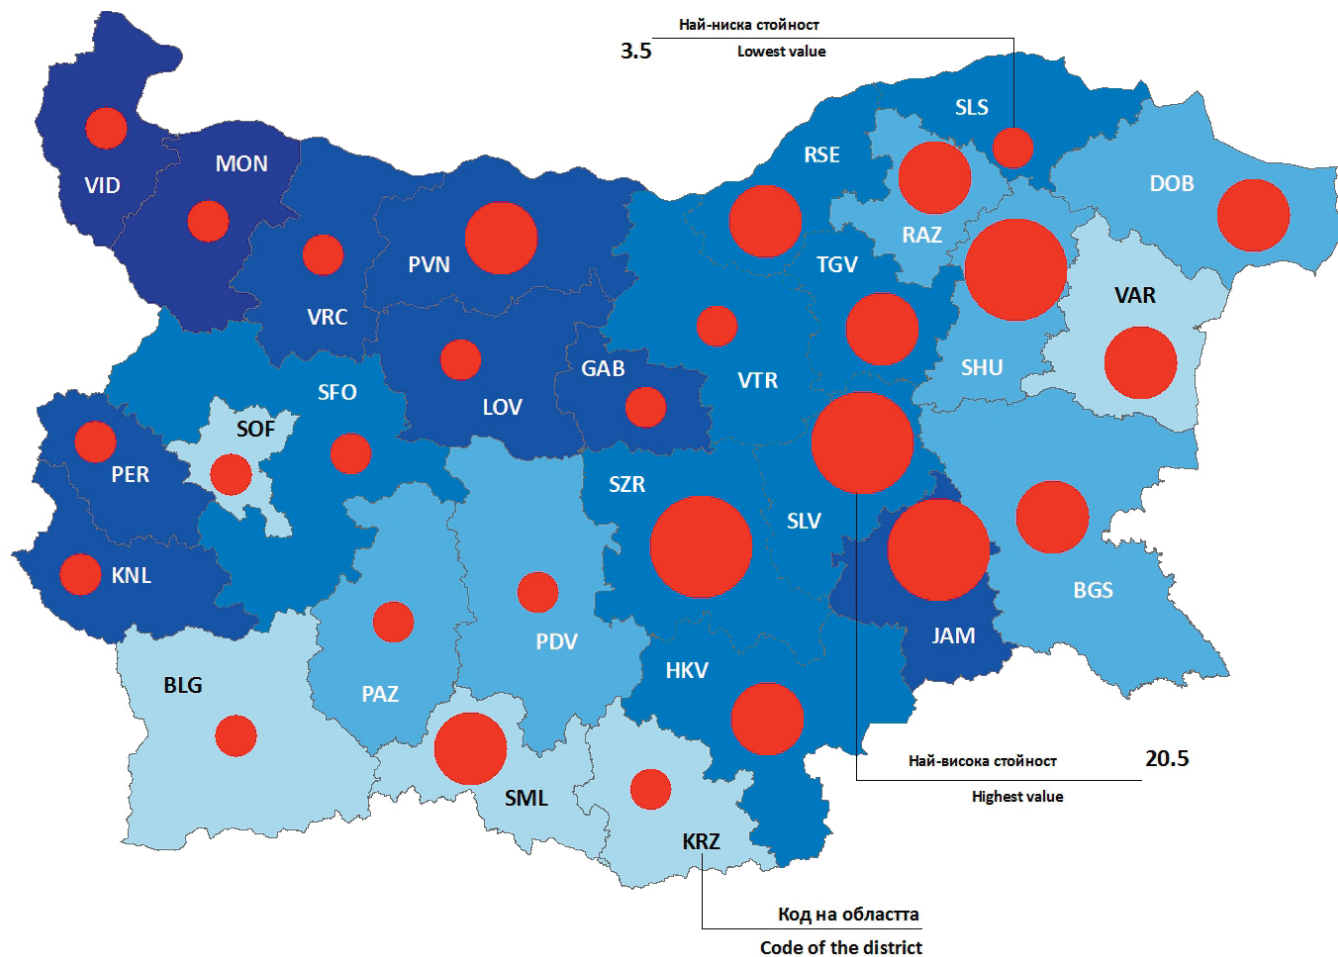 Най-ниска стойност
3.5
Lowest value
SLS
RSE
MON
VID
DOB
RAZ
PVN
TGV
VAR
VRC
GAB
SHU
VTR
SFO
LOV
SOF
PER
SZR
SLV
KNL
BGS
JAM
PDV
HKV
BLG
PAZ
Най-висока стойност
20.5
Highest value
SML
KRZ
Код на областта
Code of the district